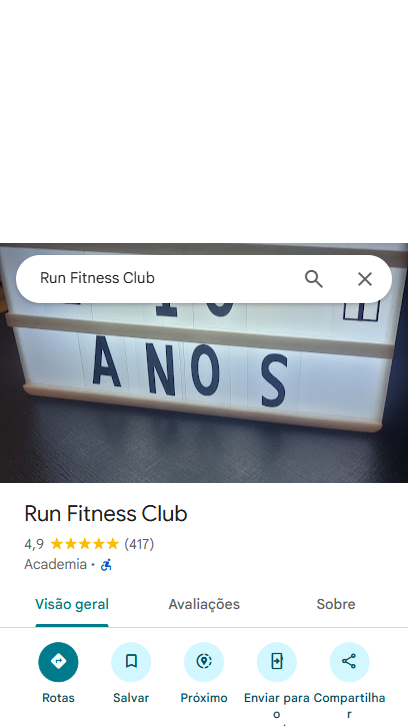 Run Fitness Club
ANOS
Run Fitness Club
4,9 (417)
Academia •
Visão geral Avaliações Sobre
Rotas Salvar Próximo Enviar para o Compartilhar